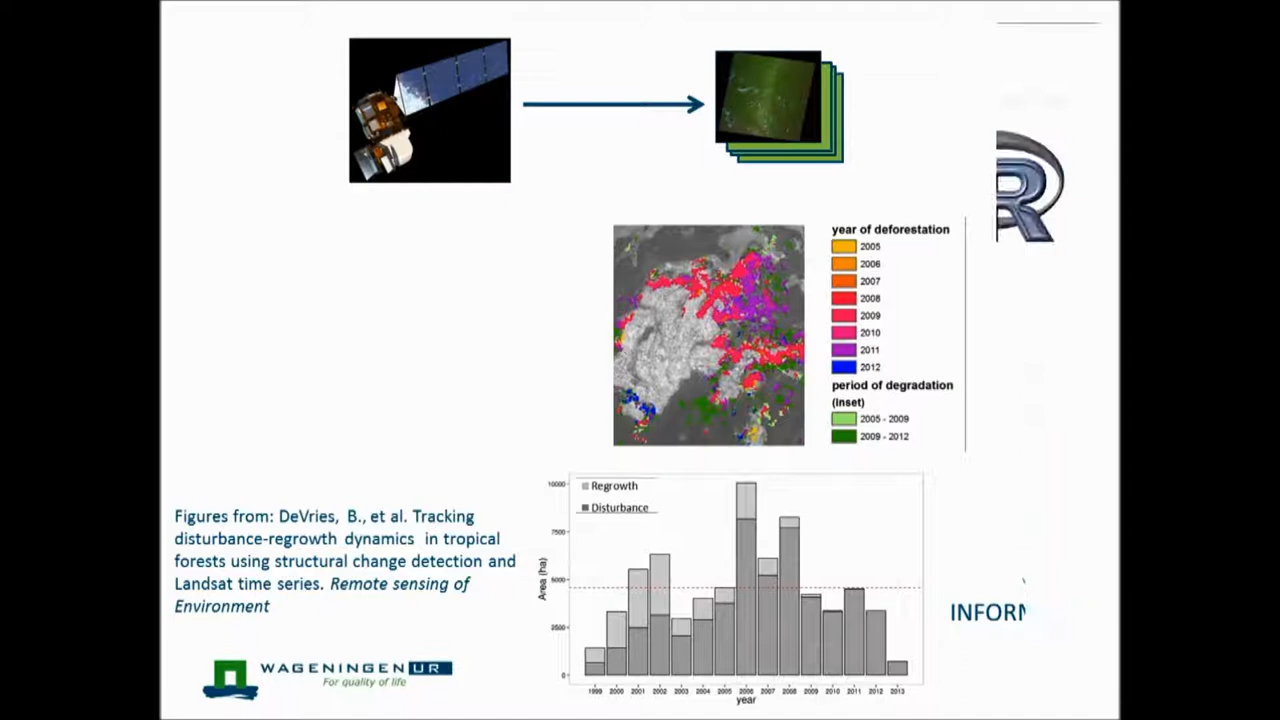 R
year of deforestation
2005
2006
2007
2008
2009
2010
2011
2012
period of degradation
(inset)
2005 - 2009
2009 - 2012
Regrowth
Disturbance
10000
7500
5000
2500
0
Area (ha)
1999 2000 2001 2002 2003 2004 2005 2006 2007 2008 2009 2010 2011 2012 2013
year
Figures from: DeVries, B., et al. Tracking
disturbance-regrowth dynamics in tropical
forests using structural change detection and
Landsat time series. Remote sensing of
Environment
INFOR
WAGENINGEN UR
For quality of life